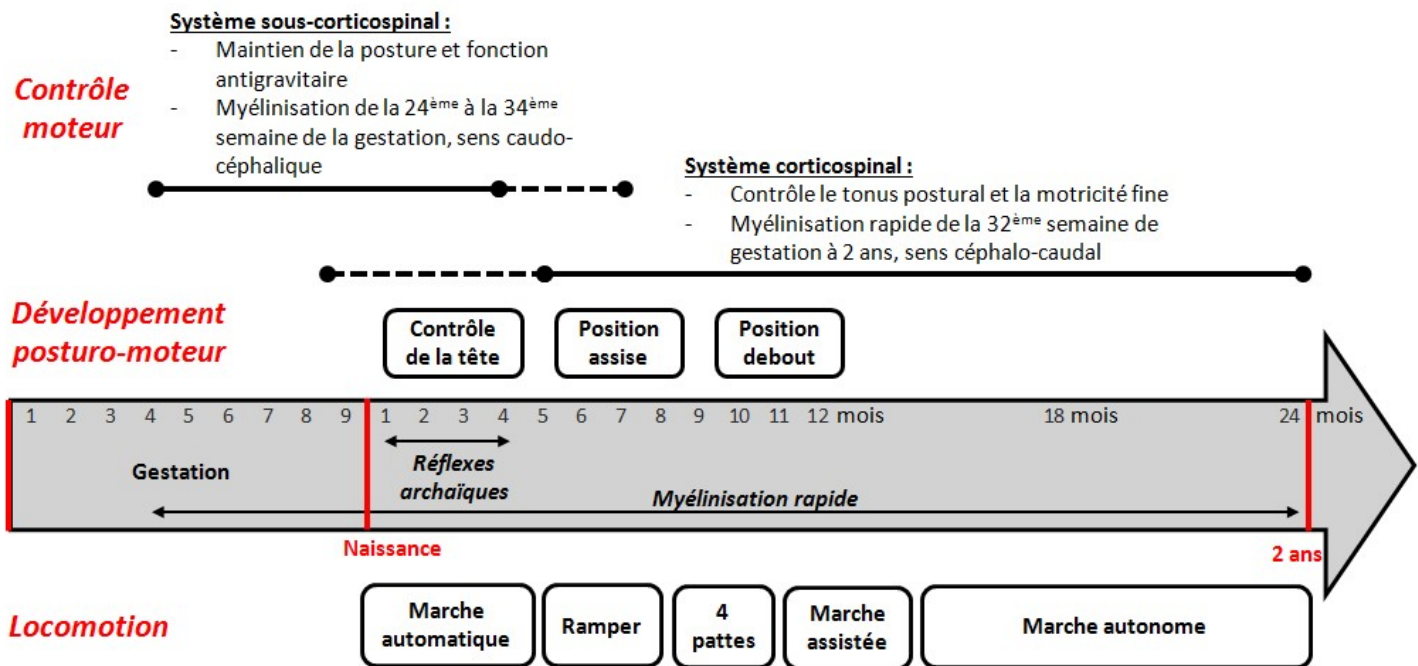 Système sous-corticospinal :
- Maintien de la posture et fonction
antigravitaire
- Myélinisation de la 24ème à la 34ème
semaine de la gestation, sens caudo-
céphalique
Contrôle
moteur
Système corticospinal :
- Contrôle le tonus postural et la motricité fine
- Myélinisation rapide de la 32ème semaine de
gestation à 2 ans, sens céphalo-caudal
Développement
posturo-moteur
Contrôle
de la tête
Position
assise
Position
debout
1 2 3 4 5 6 7 8 9 1 2 3 4 5 6 7 8 9 10 11 12 mois 18 mois 24 mois
Gestation
Réflexes
archaïques
Myélinisation rapide
Naissance
2 ans
Locomotion
Marche
automatique
Ramper
4
pattes
Marche
assistée
Marche autonome